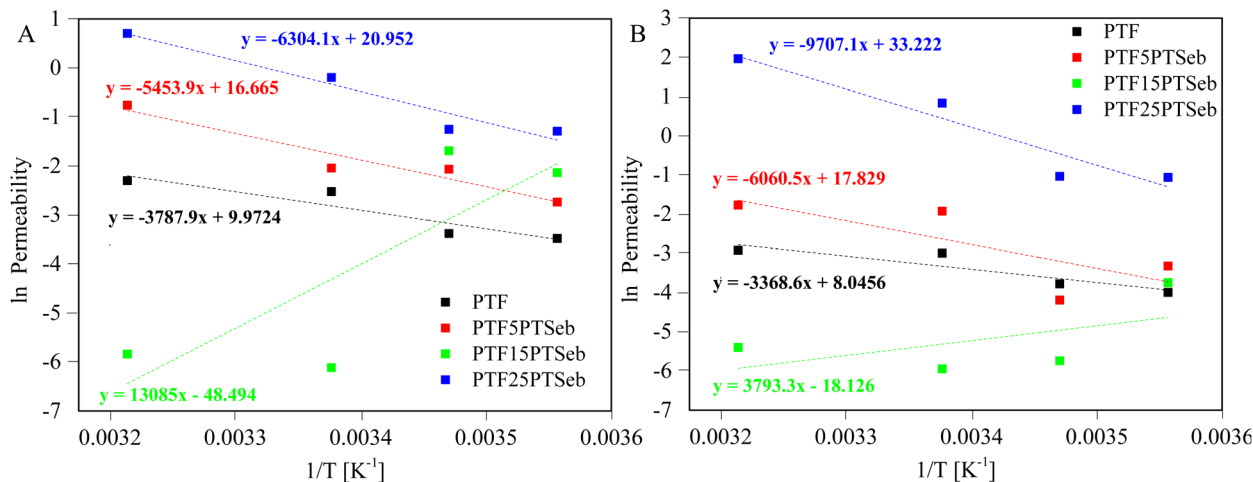 A
1
0
-1
-2
-3
-4
-5
-6
-7
ln Permeability
y = -6304.1x + 20.952
y = -5453.9x + 16.665
y = -3787.9x + 9.9724
y = 13085x - 48.494
PTF
PTF5PTSeb
PTF15PTSeb
PTF25PTSeb
0.0032 0.0033 0.0034 0.0035 0.0036
1/T [K⁻¹]
B
3
2
1
0
-1
-2
-3
-4
-5
-6
-7
ln Permeability
y = -9707.1x + 33.222
y = -6060.5x + 17.829
y = -3368.6x + 8.0456
y = 3793.3x - 18.126
PTF
PTF5PTSeb
PTF15PTSeb
PTF25PTSeb
0.0032 0.0033 0.0034 0.0035 0.0036
1/T [K⁻¹]